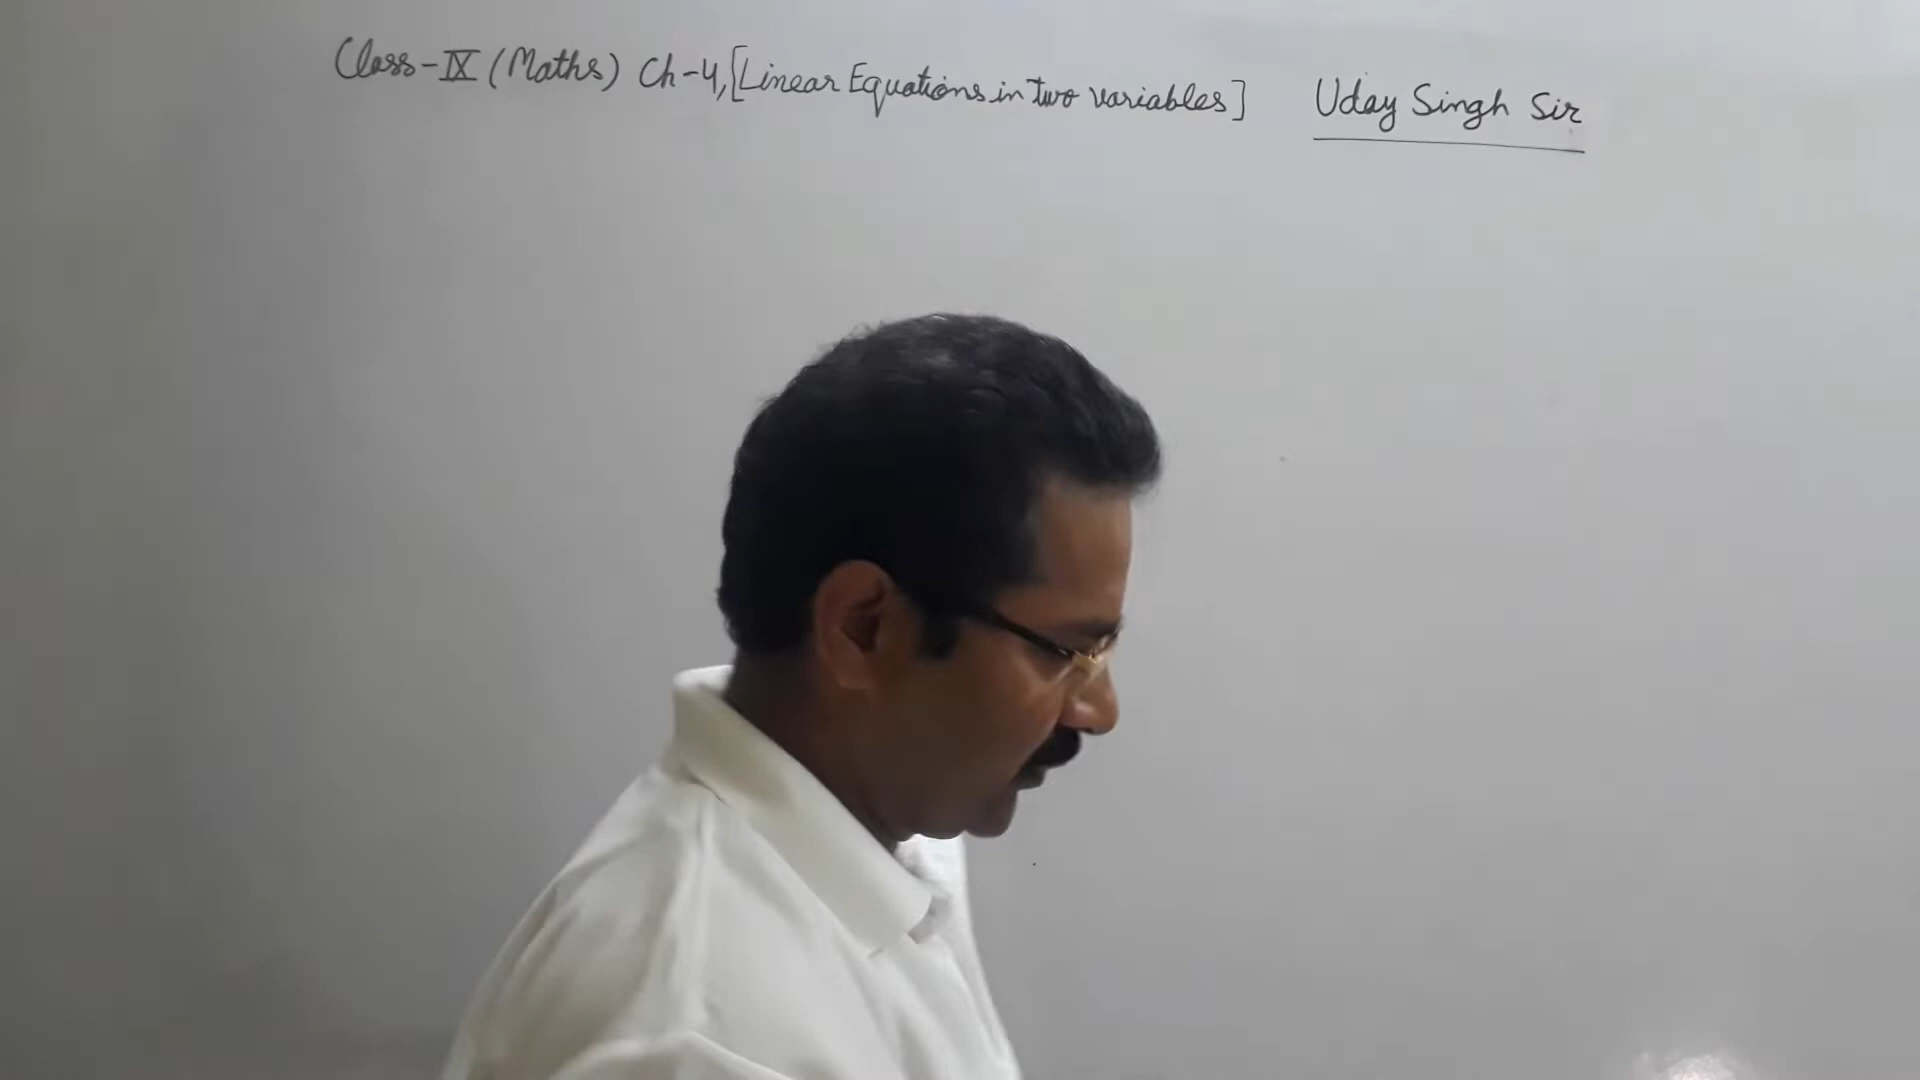 Class-IX (Maths) Ch-4, [Linear Equations in two variables] Uday Singh Sir